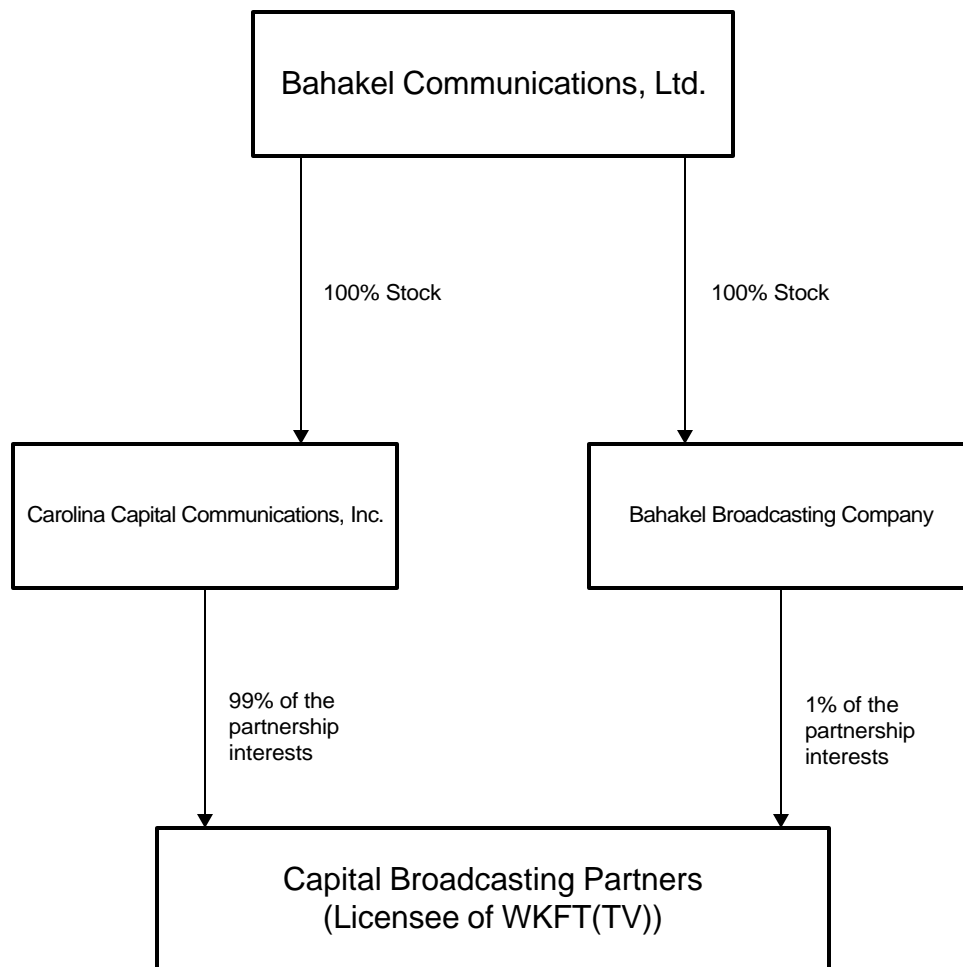 Bahakel Communications, Ltd.
100% Stock
100% Stock
Carolina Capital Communications, Inc.
Bahakel Broadcasting Company
99% of the
partnership
interests
1% of the
partnership
interests
Capital Broadcasting Partners
(Licensee of WKFT(TV))